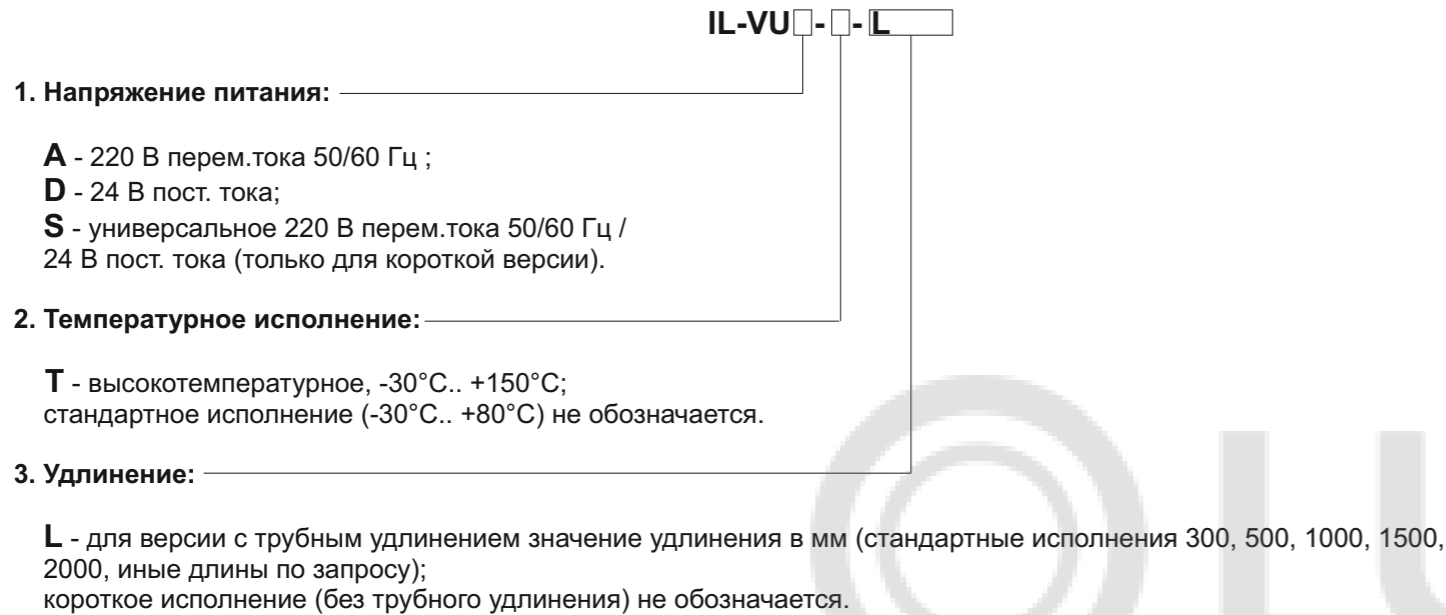 IL-VU□-□-L
1. Напряжение питания:
А - 220 В перем.тока 50/60 Гц ;
D - 24 В пост. тока;
S - универсальное 220 В перем.тока 50/60 Гц /
24 В пост. тока (только для короткой версии).
2. Температурное исполнение:
Т - высокотемпературное, -30°С.. +150°С;
стандартное исполнение (-30°С.. +80°С) не обозначается.
3. Удлинение:
L - для версии с трубным удлинением значение удлинения в мм (стандартные исполнения 300, 500, 1000, 1500,
2000, иные длины по запросу);
короткое исполнение (без трубного удлинения) не обозначается.